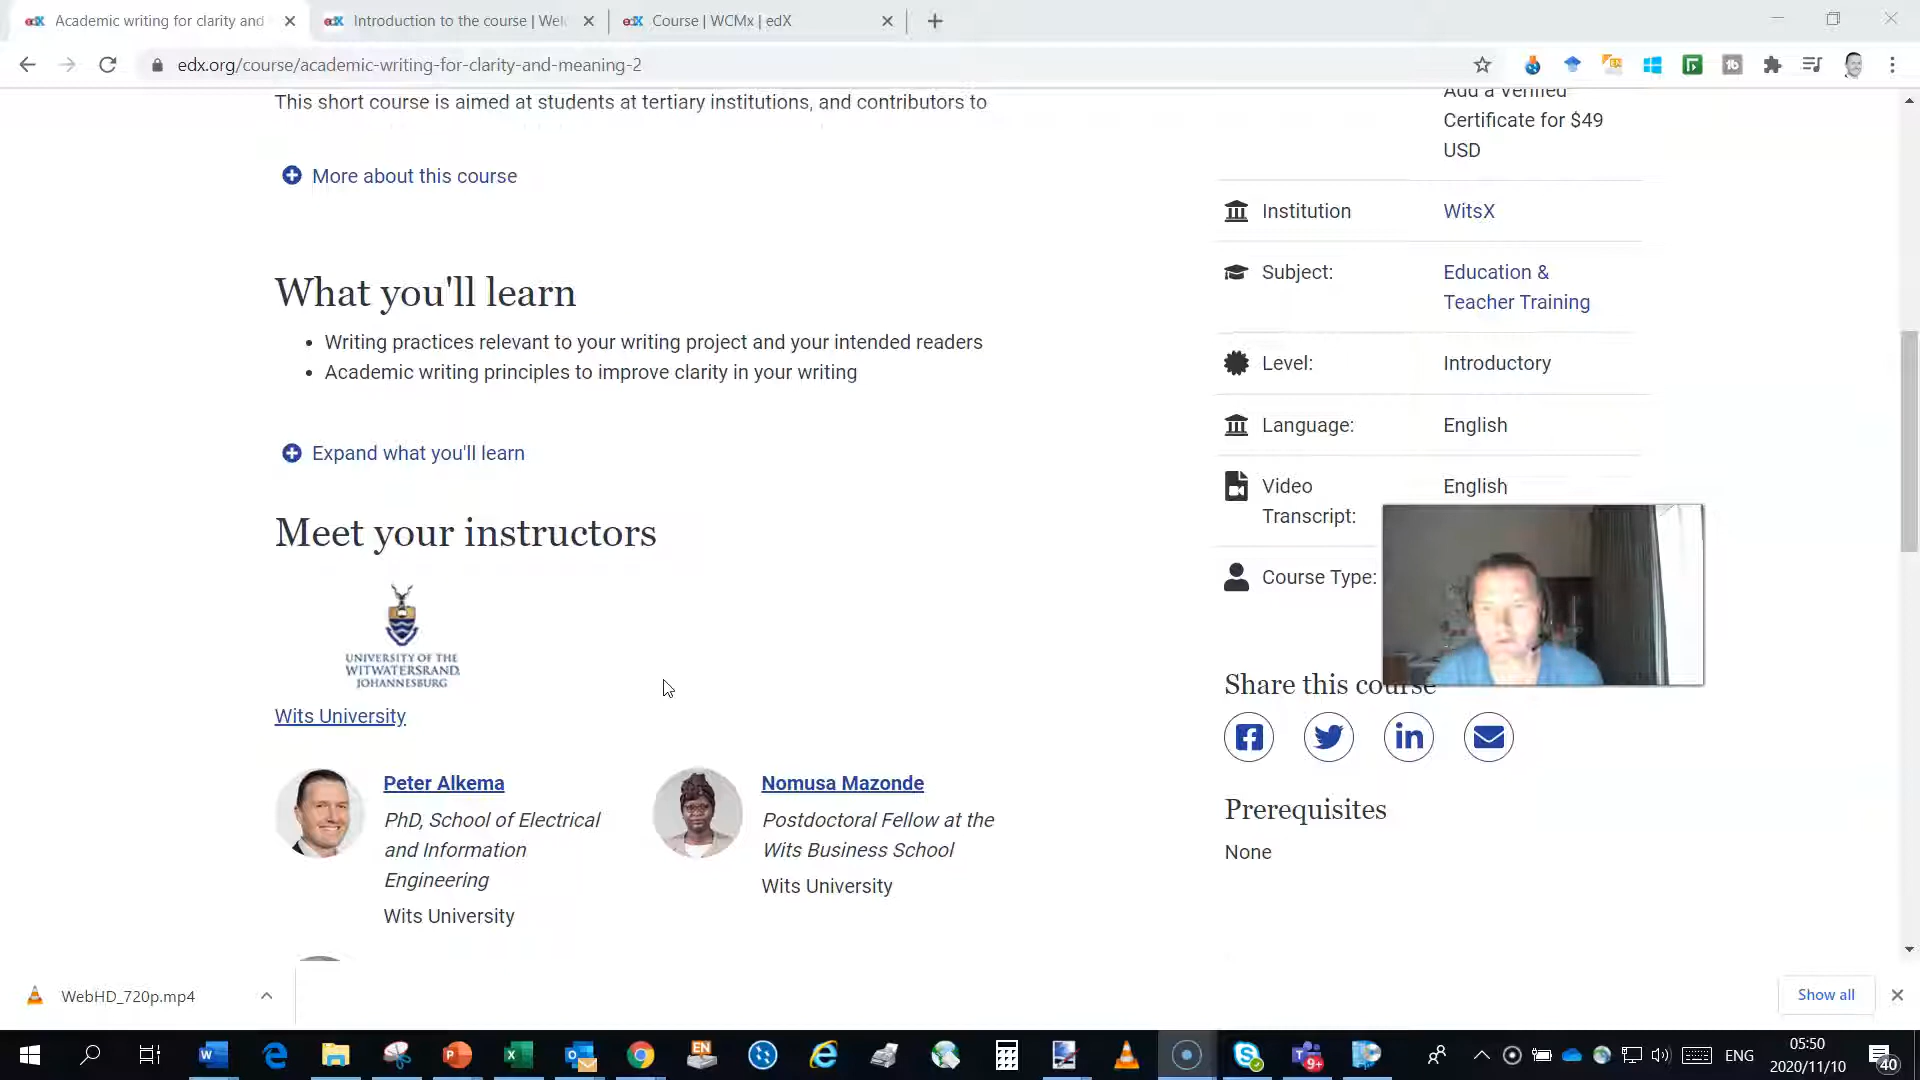 Academic writing for clarity and
Introduction to the course | Wel
Course | WCMx | edX
edx.org/course/academic-writing-for-clarity-and-meaning-2
This short course is aimed at students at tertiary institutions, and contributors to
More about this course
What you'll learn
Writing practices relevant to your writing project and your intended readers
Academic writing principles to improve clarity in your writing
Expand what you'll learn
Meet your instructors
UNIVERSITY OF THE
WITWATERSRAND,
JOHANNESBURG
Wits University
Peter Alkema
PhD, School of Electrical
and Information
Engineering
Wits University
Nomusa Mazonde
Postdoctoral Fellow at the
Wits Business School
Wits University
Add a Verified
Certificate for $49
USD
Institution
WitsX
Subject:
Education &
Teacher Training
Level:
Introductory
Language:
English
Video
Transcript:
English
Course Type:
Share this course
Prerequisites
None
WebHD_720p.mp4
Show all
EN
9+
ENG
05:50
2020/11/10
40